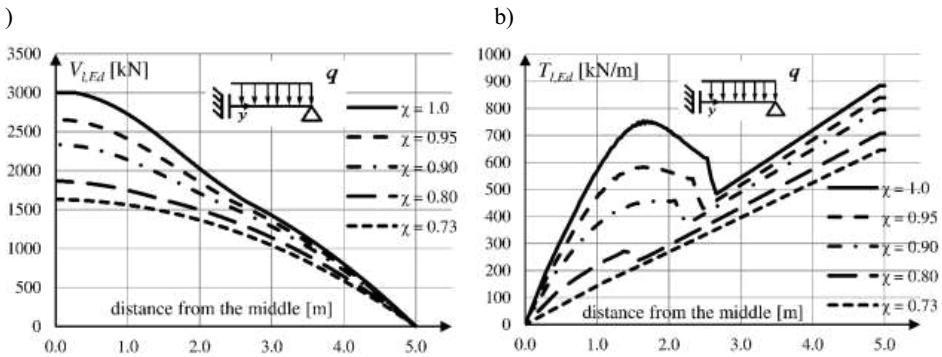 )
b)
3500
3000
2500
2000
1500
1000
500
0
V_{l,Ed} [kN]
q
y
χ = 1.0
χ = 0.95
χ = 0.90
χ = 0.80
χ = 0.73
distance from the middle [m]
0.0 1.0 2.0 3.0 4.0 5.0
1000
900
800
700
600
500
400
300
200
100
0
T_{l,Ed} [kN/m]
q
y
χ = 1.0
χ = 0.95
χ = 0.90
χ = 0.80
χ = 0.73
distance from the middle [m]
0.0 1.0 2.0 3.0 4.0 5.0